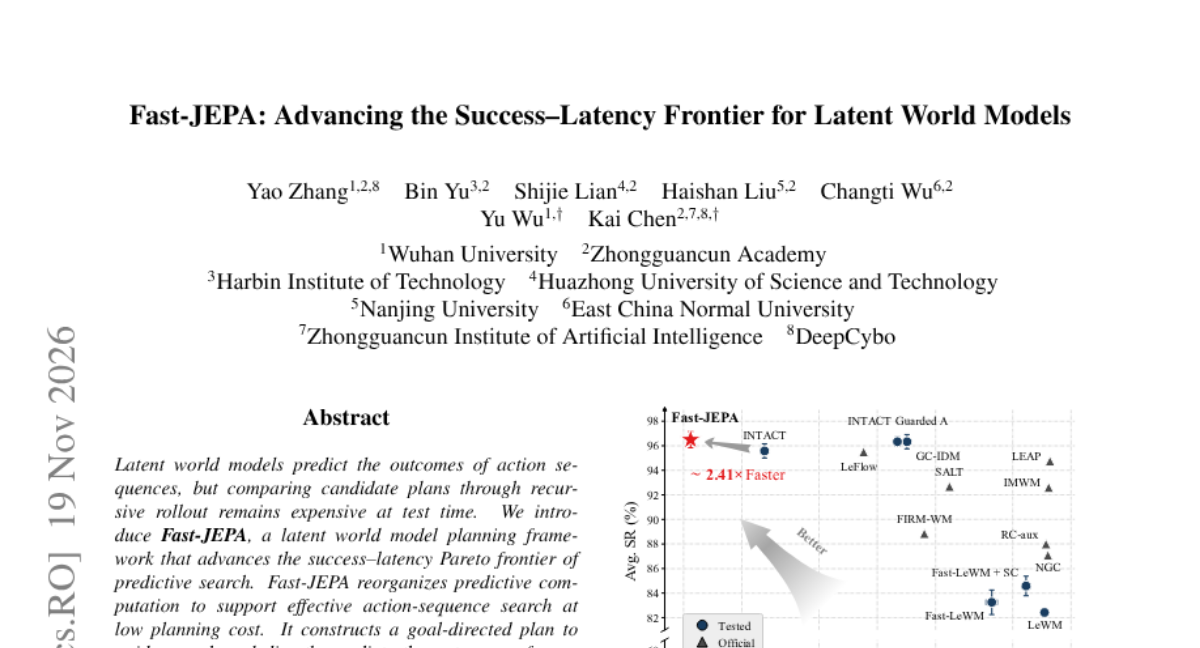 Fast-JEPA: Advancing the Success–Latency Frontier for Latent World Models
Yao Zhang1,2,8 Bin Yu3,2 Shijie Lian4,2 Haishan Liu5,2 Changti Wu6,2
Yu Wu1,† Kai Chen2,7,8,†
1Wuhan University 2Zhongguancun Academy
3Harbin Institute of Technology 4Huazhong University of Science and Technology
5Nanjing University 6East China Normal University
7Zhongguancun Institute of Artificial Intelligence 8DeepCybo
cs.RO] 19 Nov 2026
Abstract
Latent world models predict the outcomes of action se-
quences, but comparing candidate plans through recur-
sive rollout remains expensive at test time. We intro-
duce Fast-JEPA, a latent world model planning frame-
work that advances the success–latency Pareto frontier of
predictive search. Fast-JEPA reorganizes predictive com-
putation to support effective action-sequence search at
low planning cost. It constructs a goal-directed plan to
Avg. SR (%)
98
96
94
92
90
88
86
84
82
Fast-JEPA
INTACT
~ 2.41× Faster
INTACT Guarded A
LeFlow
GC-IDM
SALT
LEAP
IMWM
FIRM-WM
RC-aux
NGC
Fast-LeWM + SC
Fast-LeWM
LeWM
Better
Tested
Official